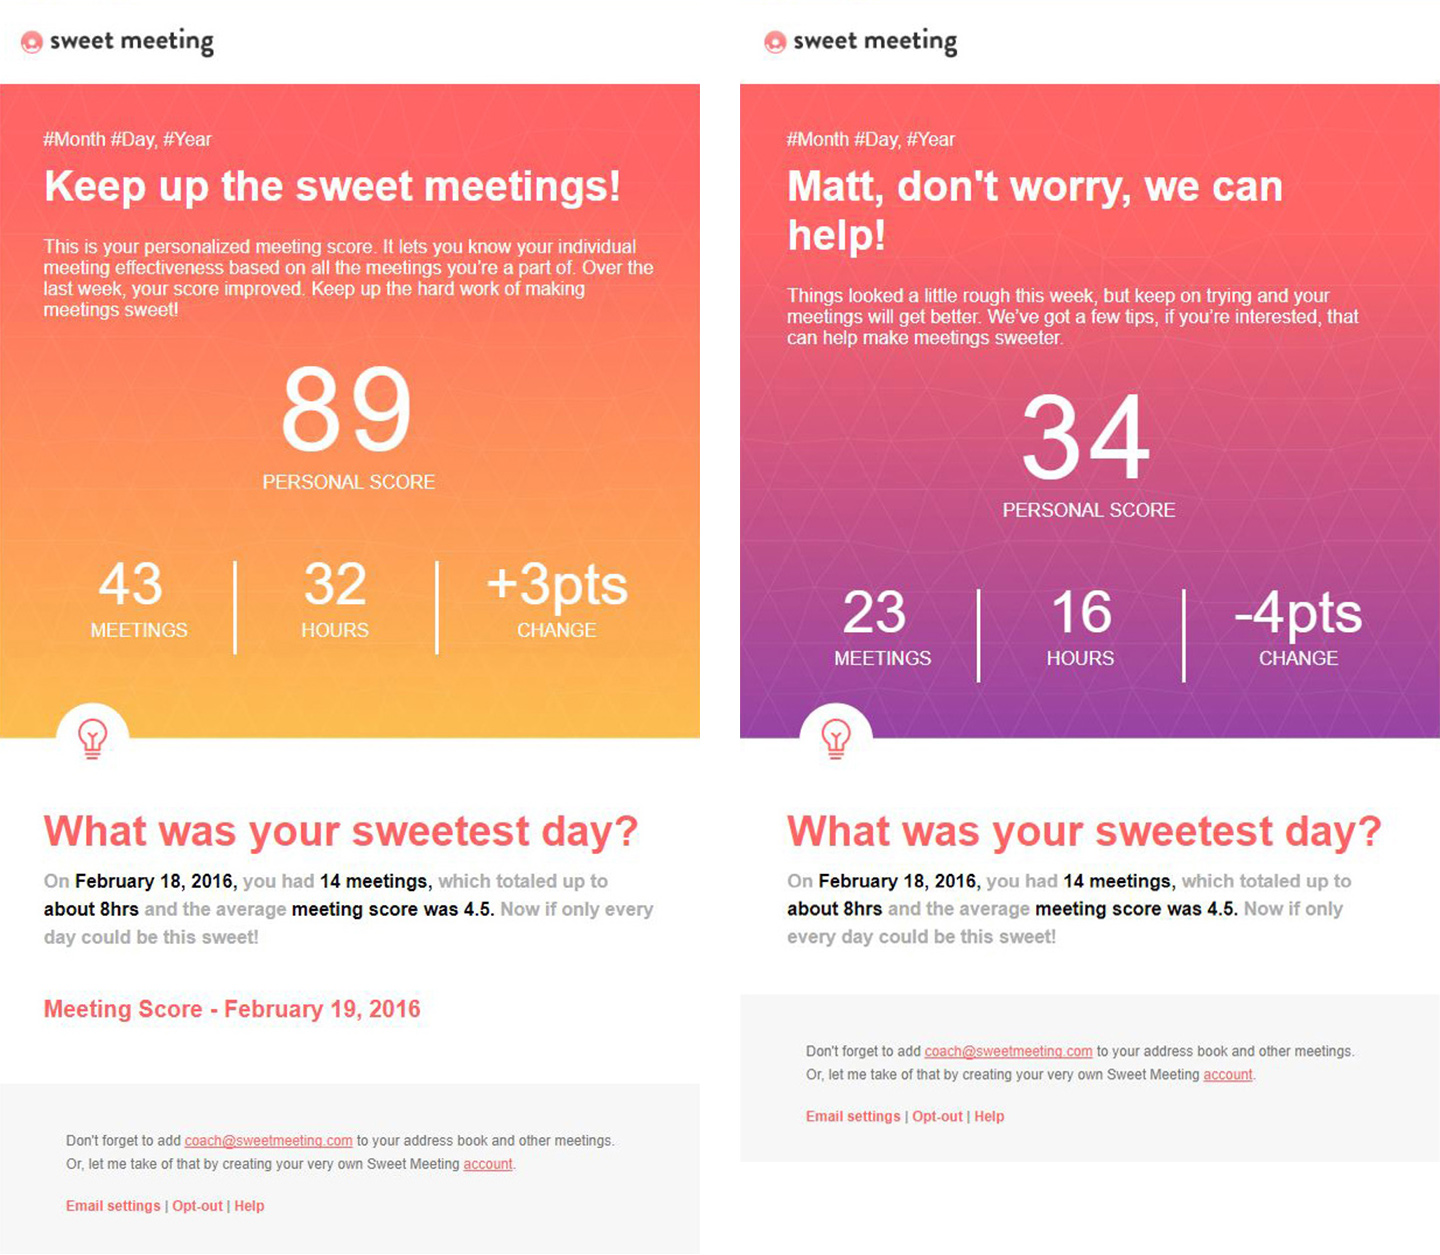 sweet meeting
#Month #Day, #Year
Keep up the sweet meetings!
This is your personalized meeting score. It lets you know your individual
meeting effectiveness based on all the meetings you're a part of. Over the
last week, your score improved. Keep up the hard work of making
meetings sweet!
89
PERSONAL SCORE
43
MEETINGS
32
HOURS
+3pts
CHANGE
What was your sweetest day?
On February 18, 2016, you had 14 meetings, which totaled up to
about 8hrs and the average meeting score was 4.5. Now if only every
day could be this sweet!
Meeting Score - February 19, 2016
Don't forget to add coach@sweetmeeting.com to your address book and other meetings.
Or, let me take of that by creating your very own Sweet Meeting account.
Email settings | Opt-out | Help
sweet meeting
#Month #Day, #Year
Matt, don't worry, we can
help!
Things looked a little rough this week, but keep on trying and your
meetings will get better. We've got a few tips, if you're interested, that
can help make meetings sweeter.
34
PERSONAL SCORE
23
MEETINGS
16
HOURS
-4pts
CHANGE
What was your sweetest day?
On February 18, 2016, you had 14 meetings, which totaled up to
about 8hrs and the average meeting score was 4.5. Now if only
every day could be this sweet!
Don't forget to add coach@sweetmeeting.com to your address book and other meetings.
Or, let me take of that by creating your very own Sweet Meeting account.
Email settings | Opt-out | Help